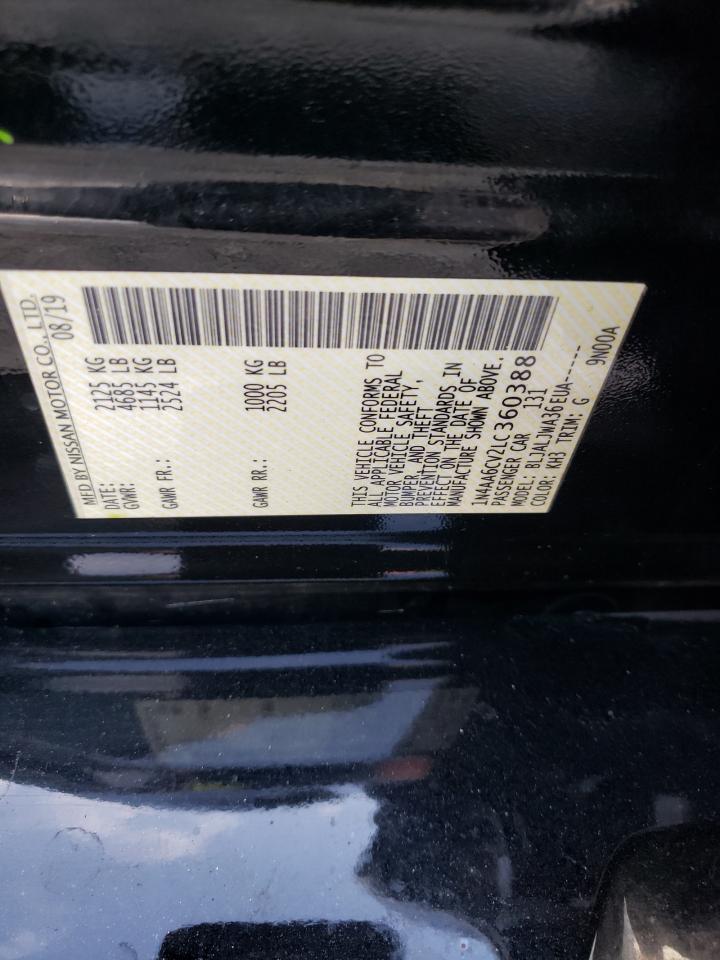 MFD BY NISSAN MOTOR CO., LTD.
DATE: 08/19
GVWR: 2125 KG
4685 LB
GAWR FR.: 1145 KG
2524 LB
GAWR RR.: 1000 KG
2205 LB
THIS VEHICLE CONFORMS TO
ALL APPLICABLE FEDERAL
MOTOR VEHICLE SAFETY,
BUMPER, AND THEFT
PREVENTION STANDARDS IN
EFFECT ON THE DATE OF
MANUFACTURE SHOWN ABOVE.
1N4AA6CV2LC360388
PASSENGER CAR 131
MODEL: BLJALJWA36EUA------
COLOR: KH3 TRIM: G 9N00A